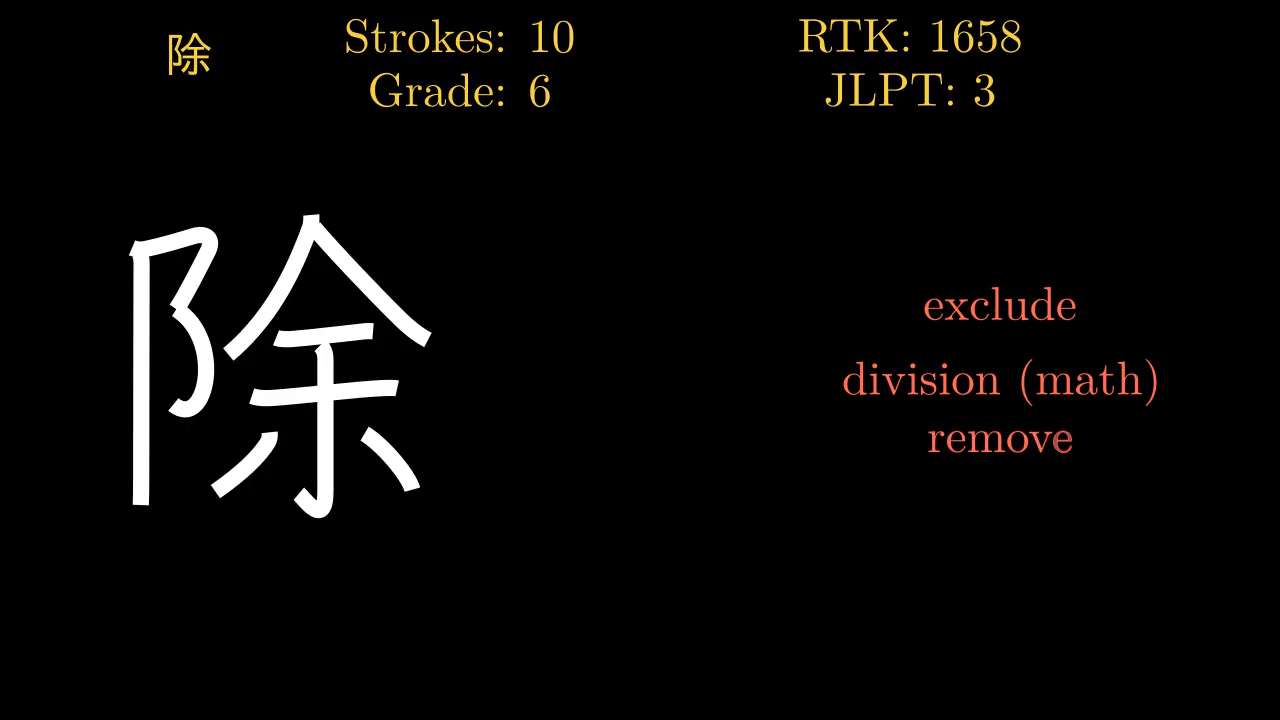 除
Strokes: 10
Grade: 6
RTK: 1658
JLPT: 3
除
exclude
division (math)
remove